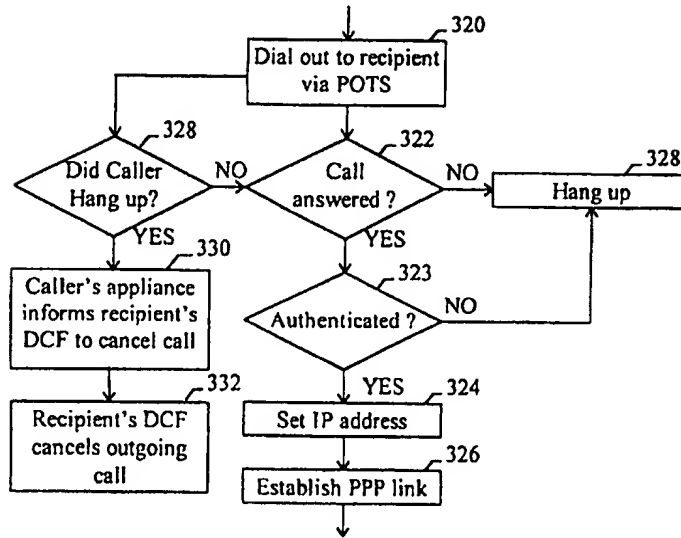 320
Dial out to recipient
via POTS
328
Did Caller
Hang up?
NO
322
Call
answered ?
NO
328
Hang up
YES
YES
330
Caller's appliance
informs recipient's
DCF to cancel call
323
Authenticated ?
NO
332
Recipient's DCF
cancels outgoing
call
YES
324
Set IP address
326
Establish PPP link